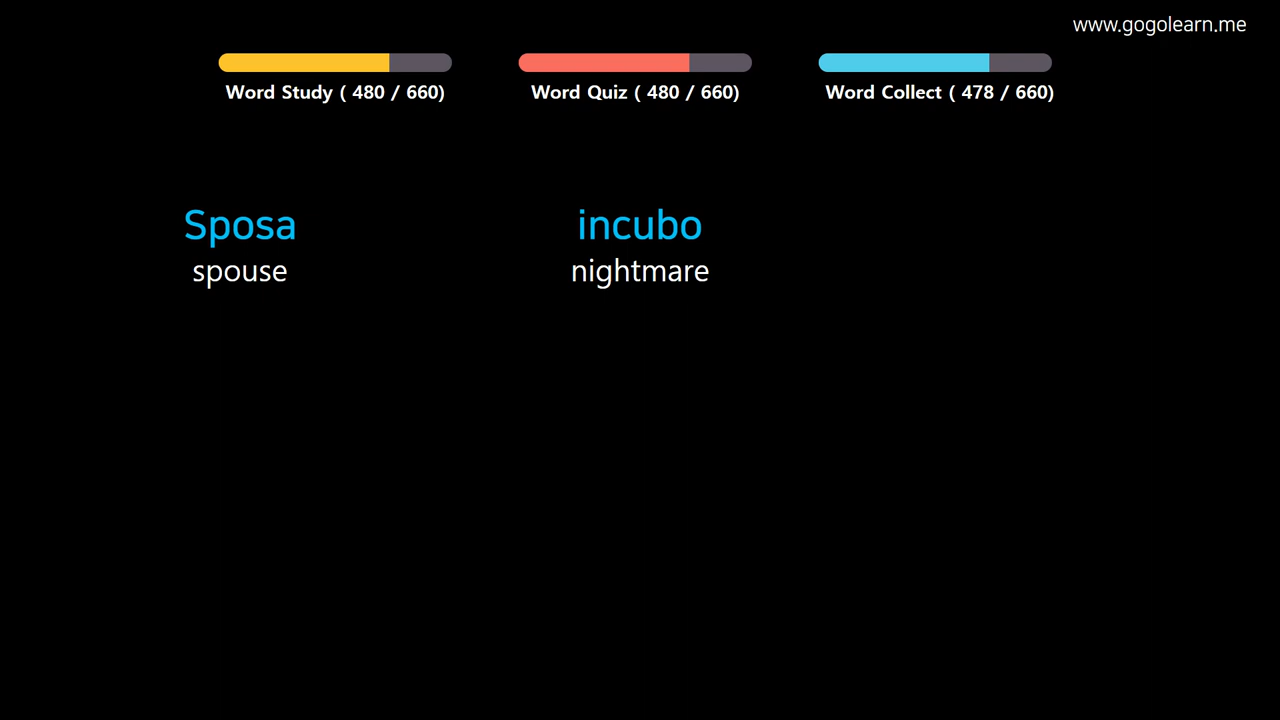 www.gogolearn.me
Word Study ( 480 / 660)
Word Quiz ( 480 / 660)
Word Collect ( 478 / 660)
Sposa
spouse
incubo
nightmare